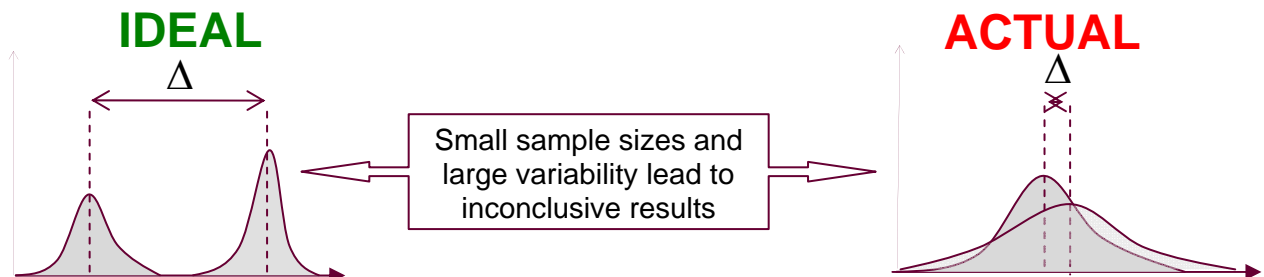 IDEAL
Δ
Small sample sizes and
large variability lead to
inconclusive results
ACTUAL
Δ